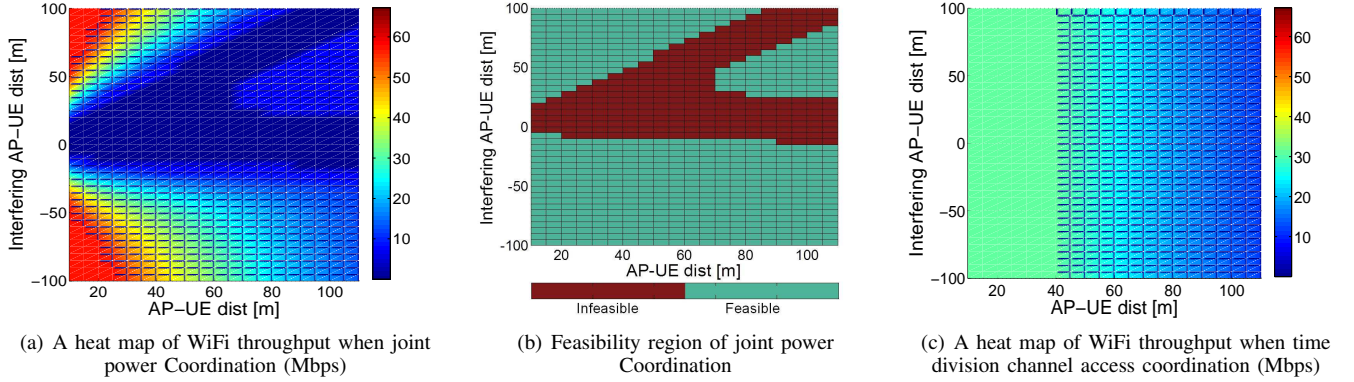 100
50
0
−50
−100
Interfering AP−UE dist [m]
20 40 60 80 100
AP−UE dist [m]
60
50
40
30
20
10
(a) A heat map of WiFi throughput when joint
power Coordination (Mbps)
100
50
0
-50
-100
Interfering AP-UE dist [m]
20 40 60 80 100
AP-UE dist [m]
Infeasible Feasible
(b) Feasibility region of joint power
Coordination
100
50
0
−50
−100
Interfering AP−UE dist [m]
20 40 60 80 100
AP−UE dist [m]
60
50
40
30
20
10
(c) A heat map of WiFi throughput when time
division channel access coordination (Mbps)